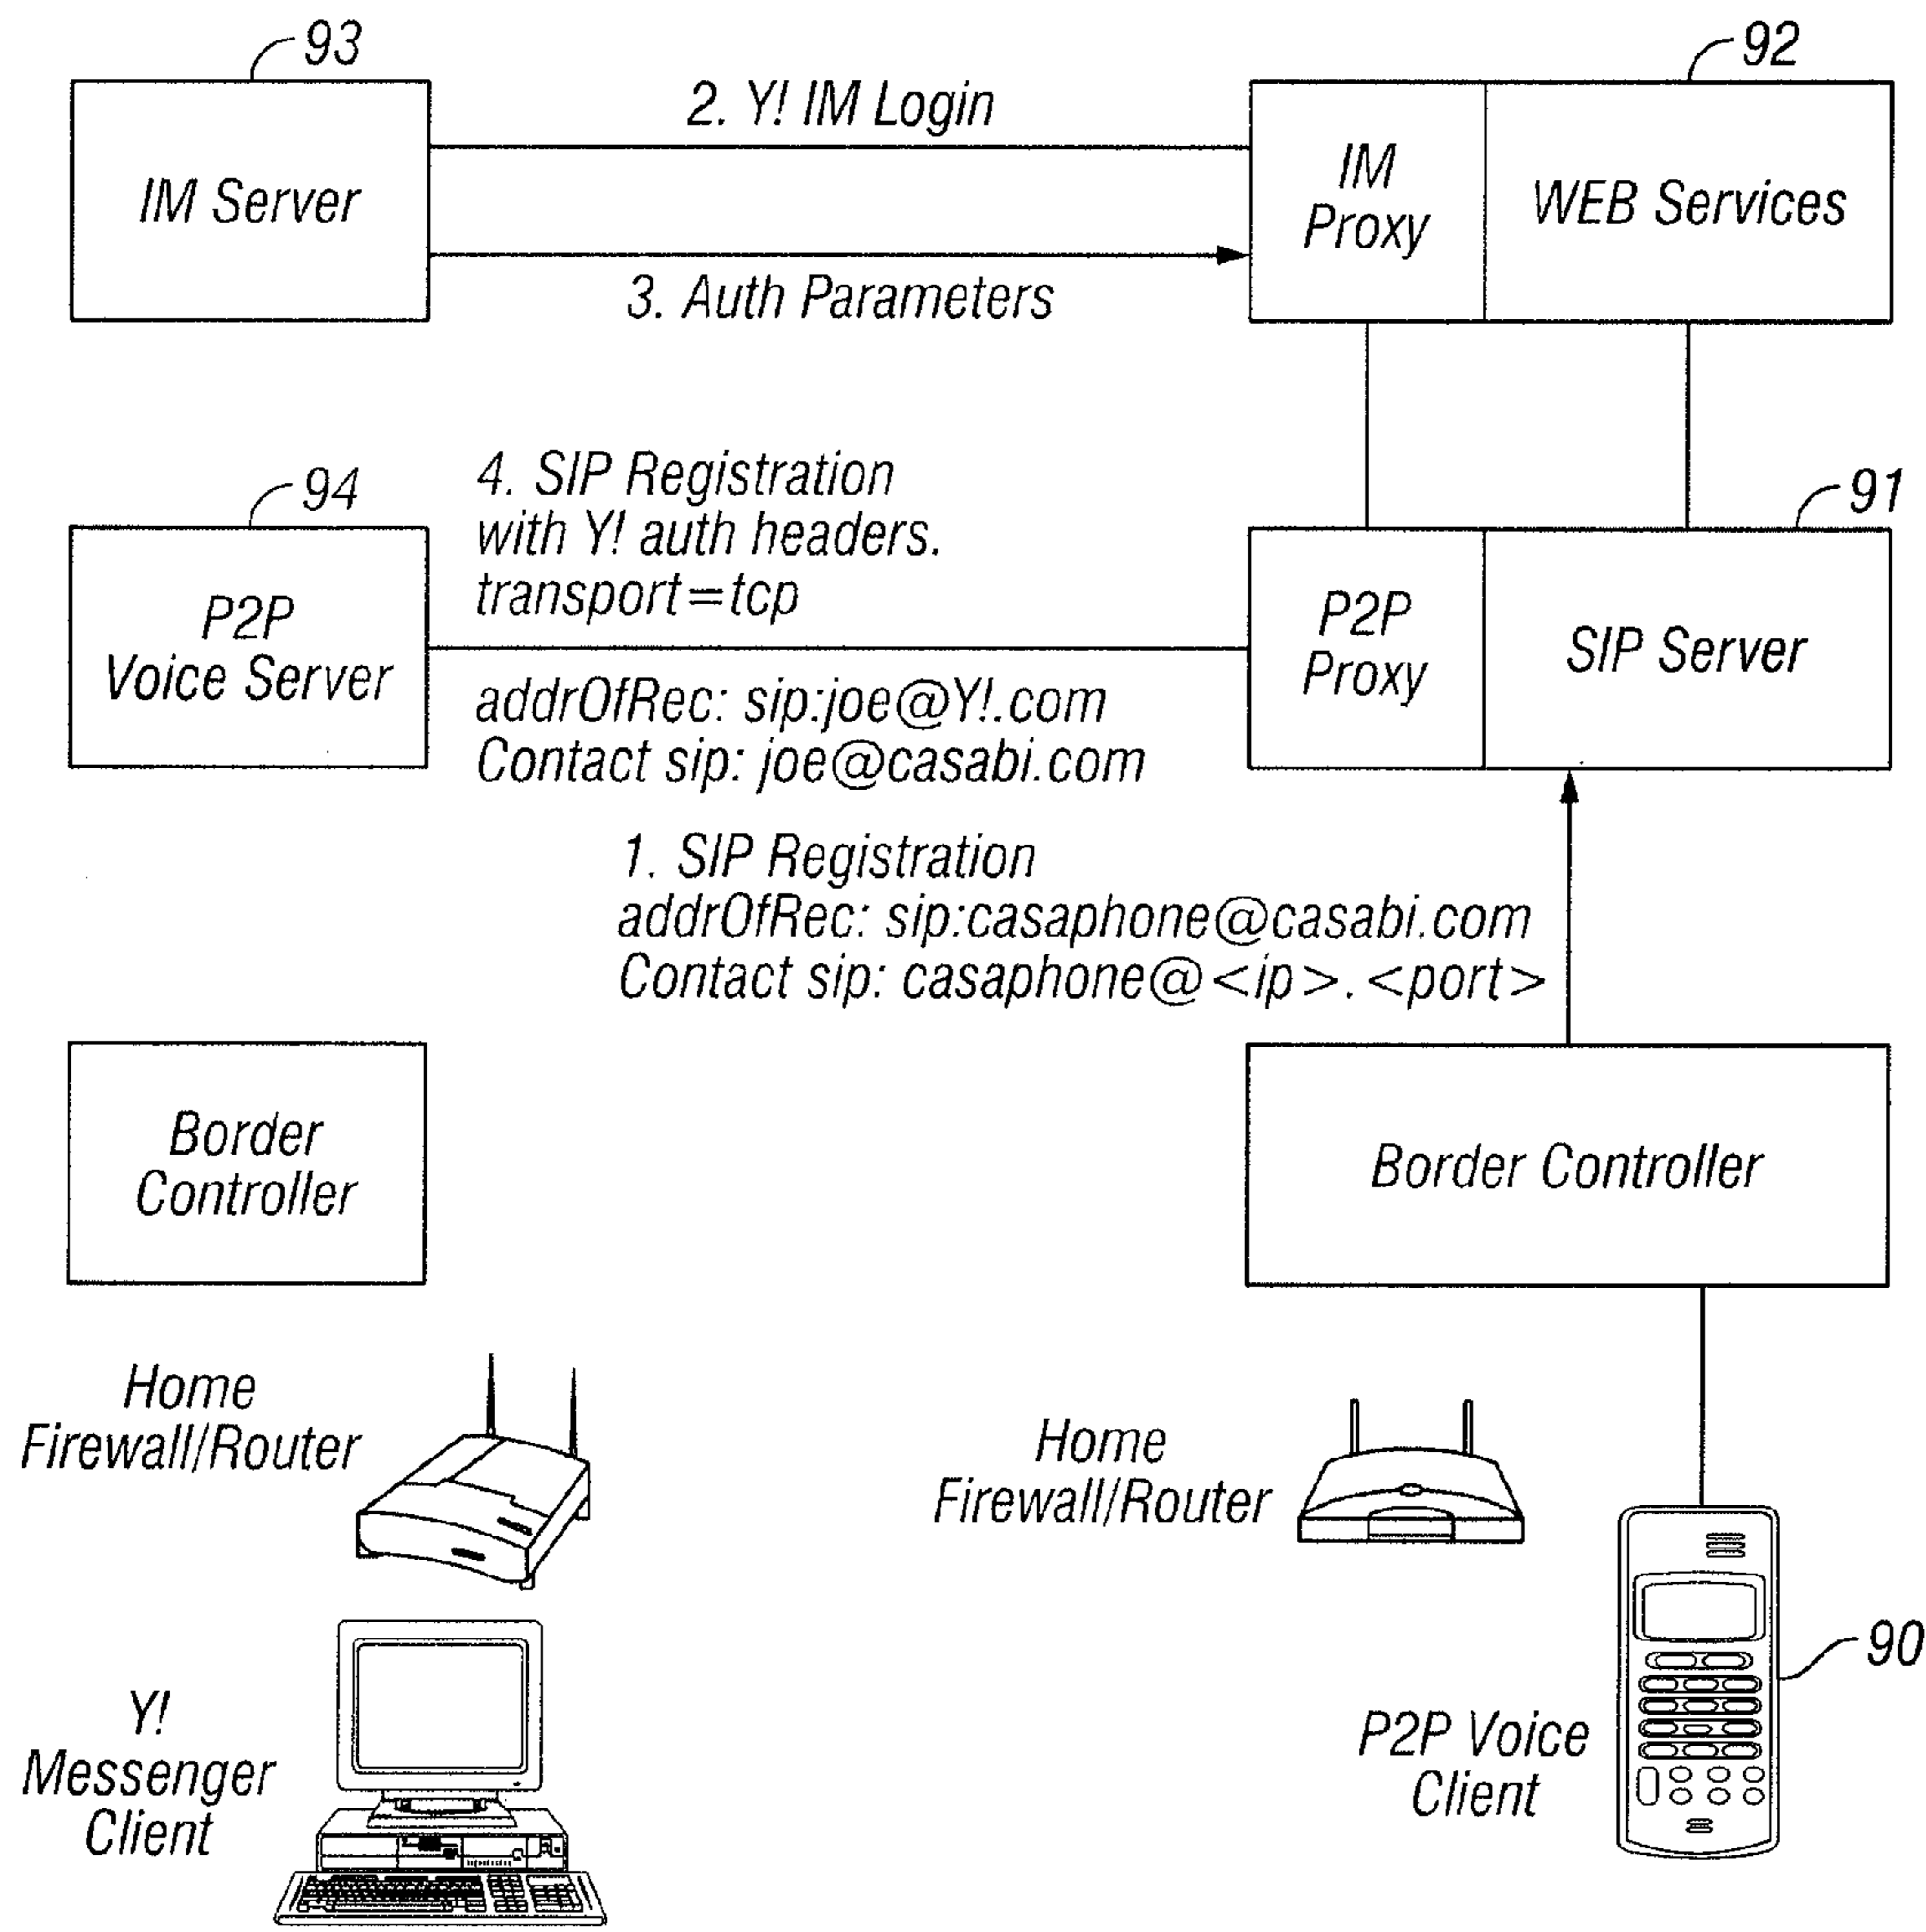 93
92
2. Y! IM Login
IM Server
IM
Proxy
WEB Services
3. Auth Parameters
94
4. SIP Registration
with Y! auth headers.
transport=tcp
91
P2P
Voice Server
P2P
Proxy
SIP Server
addrOfRec: sip:joe@Y!.com
Contact sip: joe@casabi.com
1. SIP Registration
addrOfRec: sip:casaphone@casabi.com
Contact sip: casaphone@<ip>.<port>
Border
Controller
Border Controller
Home
Firewall/Router
Home
Firewall/Router
90
Y!
Messenger
Client
P2P Voice
Client